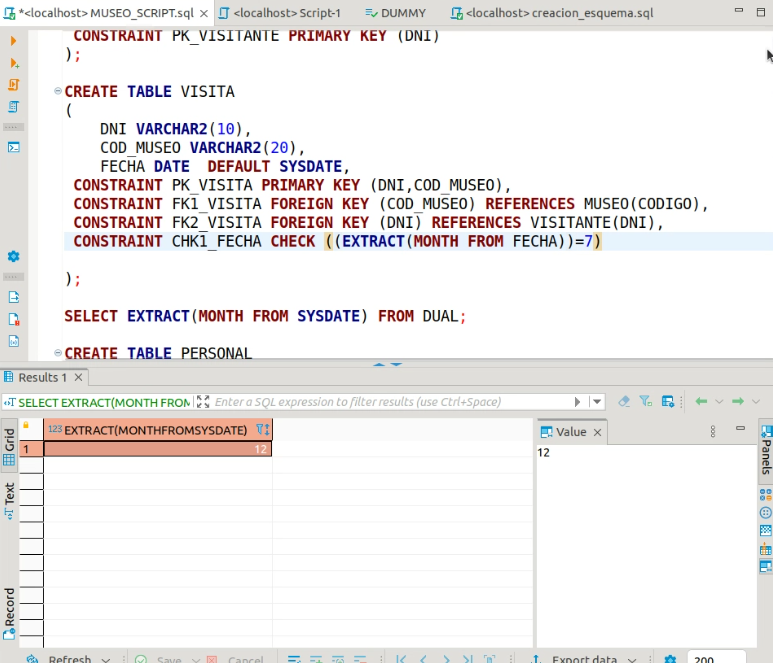 *<localhost> MUSEO_SCRIPT.sql
<localhost> Script-1
DUMMY
<localhost> creacion_esquema.sql
CONSTRAINT PK_VISITANTE PRIMARY KEY (DNI)
);
CREATE TABLE VISITA
(
DNI VARCHAR2(10),
COD_MUSEO VARCHAR2(20),
FECHA DATE  DEFAULT SYSDATE,
CONSTRAINT PK_VISITA PRIMARY KEY (DNI,COD_MUSEO),
CONSTRAINT FK1_VISITA FOREIGN KEY (COD_MUSEO) REFERENCES MUSEO(CODIGO),
CONSTRAINT FK2_VISITA FOREIGN KEY (DNI) REFERENCES VISITANTE(DNI),
CONSTRAINT CHK1_FECHA CHECK ((EXTRACT(MONTH FROM FECHA))=7)
);
SELECT EXTRACT(MONTH FROM SYSDATE) FROM DUAL;
CREATE TABLE PERSONAL
Results 1
SELECT EXTRACT(MONTH FROM
Enter a SQL expression to filter results (use Ctrl+Space)
Grid
Text
Record
123 EXTRACT(MONTHFROMSYSDATE)
1
12
Value
12
Panels
Refresh
Save
Cancel
Export data
200